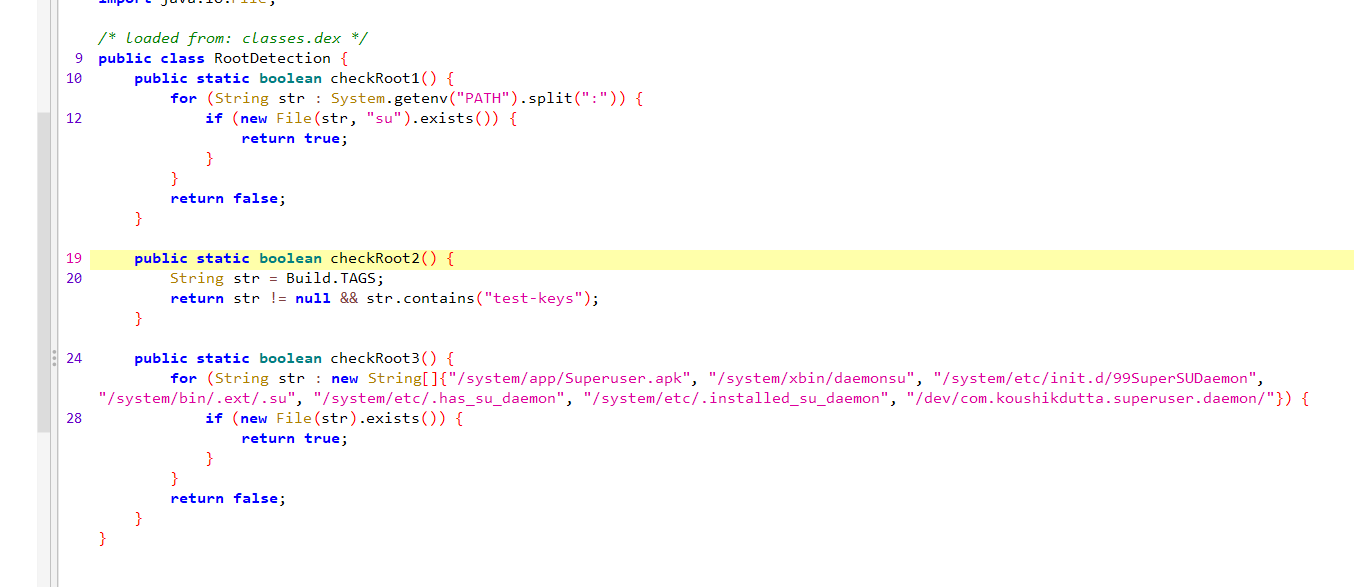 import java.io.File;
/* loaded from: classes.dex */
9 public class RootDetection {
10 public static boolean checkRoot1() {
for (String str : System.getenv("PATH").split(":")) {
12 if (new File(str, "su").exists()) {
return true;
}
}
return false;
}
19 public static boolean checkRoot2() {
20 String str = Build.TAGS;
return str != null && str.contains("test-keys");
}
24 public static boolean checkRoot3() {
for (String str : new String[]{"/system/app/Superuser.apk", "/system/xbin/daemonsu", "/system/etc/init.d/99SuperSUDaemon",
"/system/bin/.ext/.su", "/system/etc/.has_su_daemon", "/system/etc/.installed_su_daemon", "/dev/com.koushikdutta.superuser.daemon/"}) {
28 if (new File(str).exists()) {
return true;
}
}
return false;
}
}